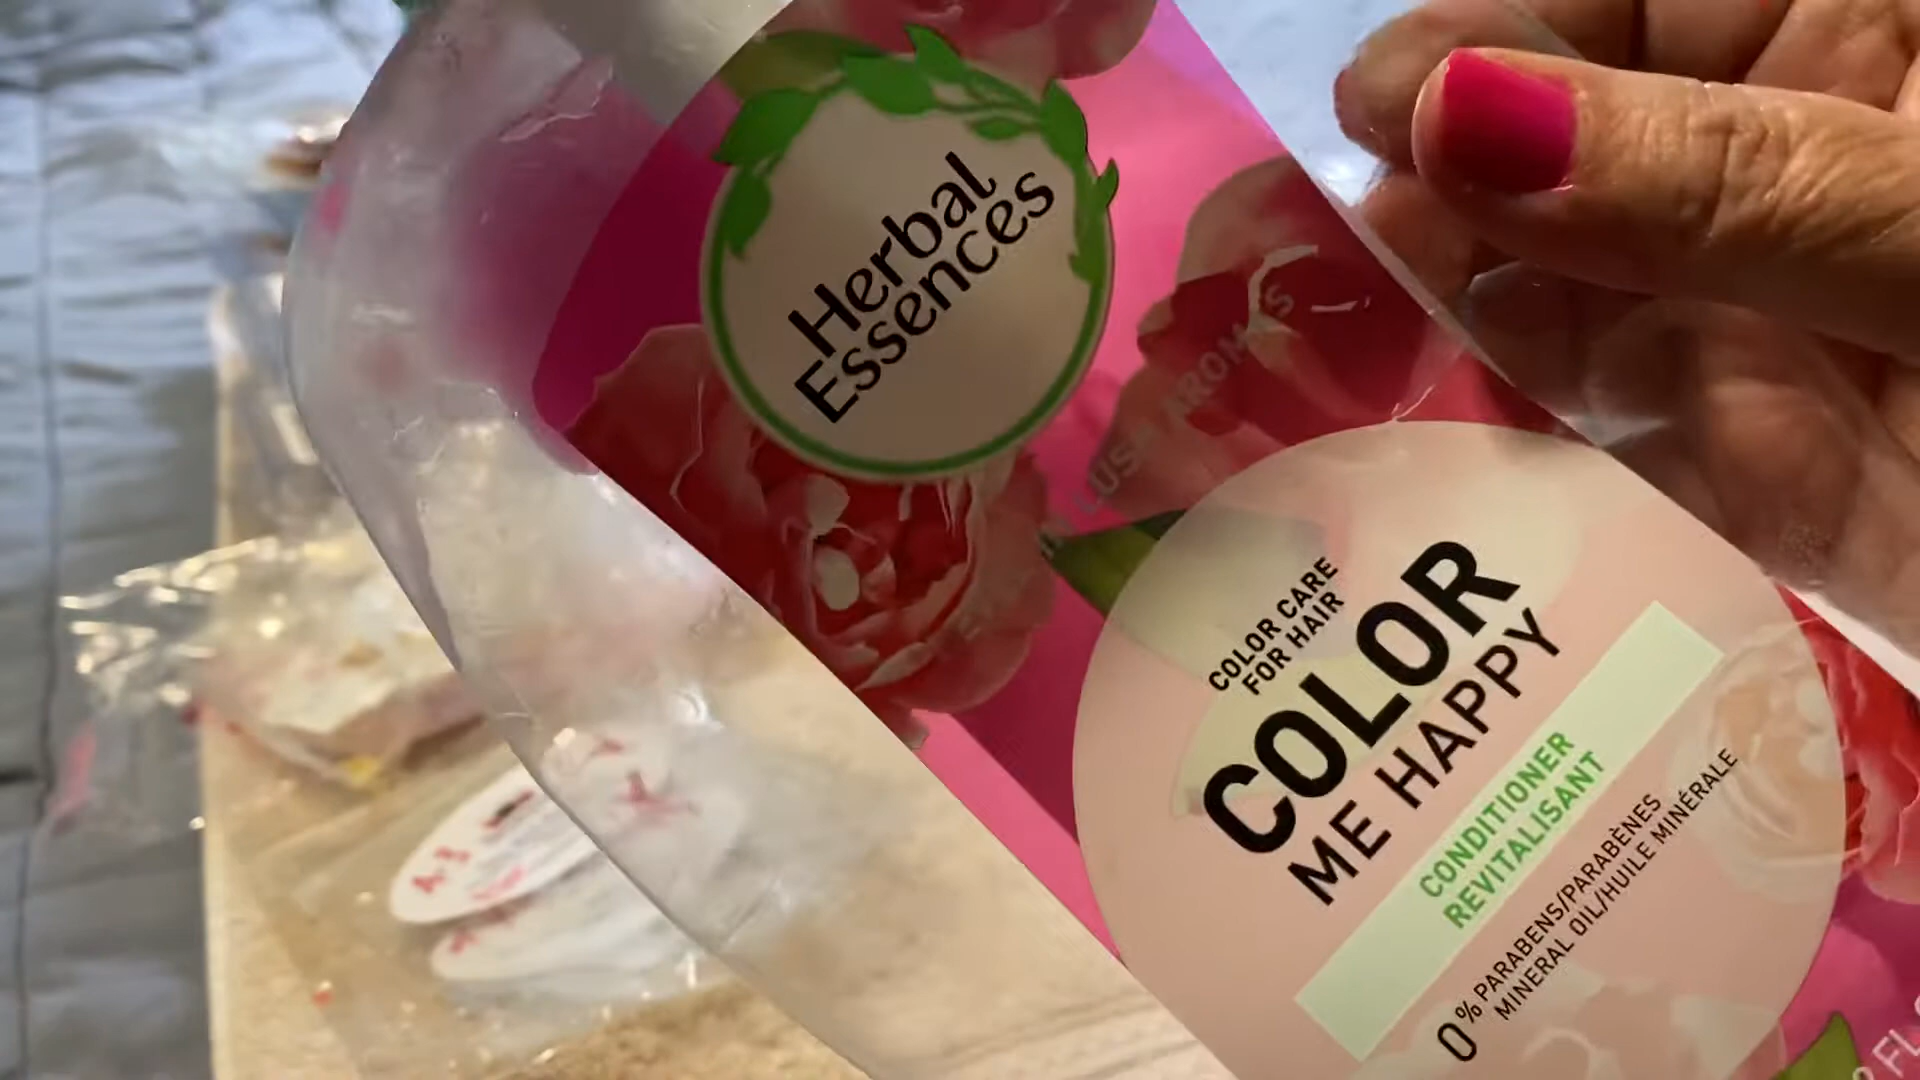 Herbal
Essences
COLOR CARE
FOR HAIR
COLOR
ME HAPPY
CONDITIONER
REVITALISANT
0% PARABENS/PARABÈNES
MINERAL OIL/HUILE MINÉRALE